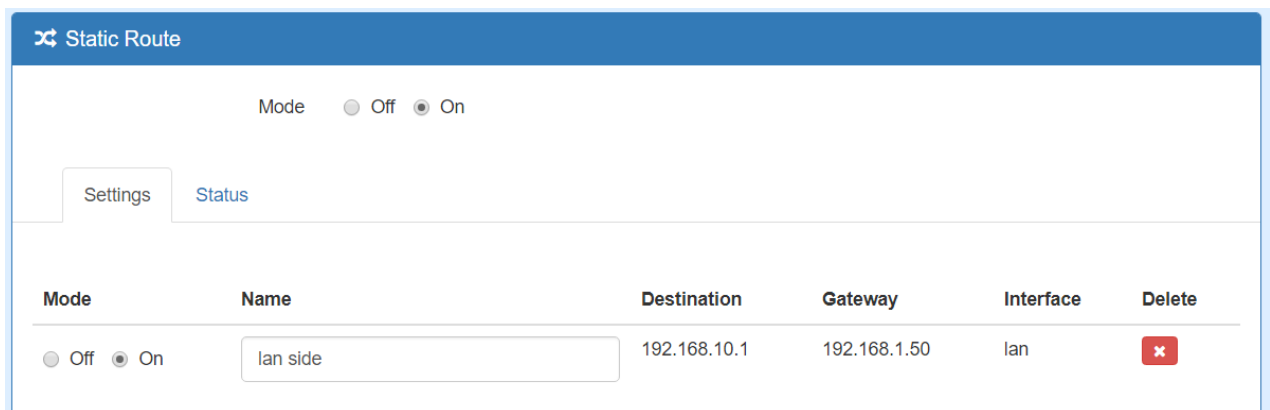 Static Route
Mode Off On
Settings Status
Mode Name Destination Gateway Interface Delete
Off On lan side 192.168.10.1 192.168.1.50 lan